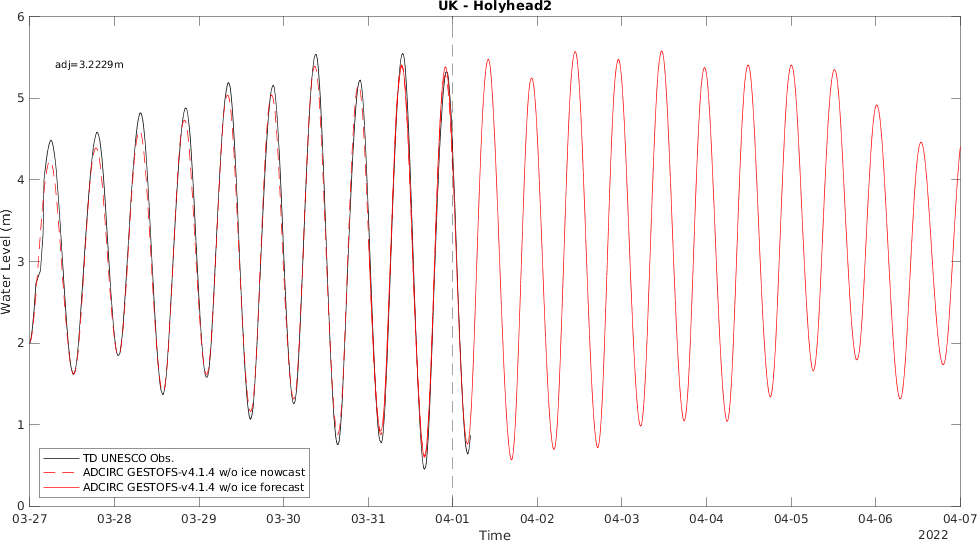 UK - Holyhead2
6
5
4
3
2
1
0
Water Level (m)
adj=3.2229m
TD UNESCO Obs.
ADCIRC GESTOFS-v4.1.4 w/o ice nowcast
ADCIRC GESTOFS-v4.1.4 w/o ice forecast
03-27 03-28 03-29 03-30 03-31 04-01 04-02 04-03 04-04 04-05 04-06 04-07
Time
2022